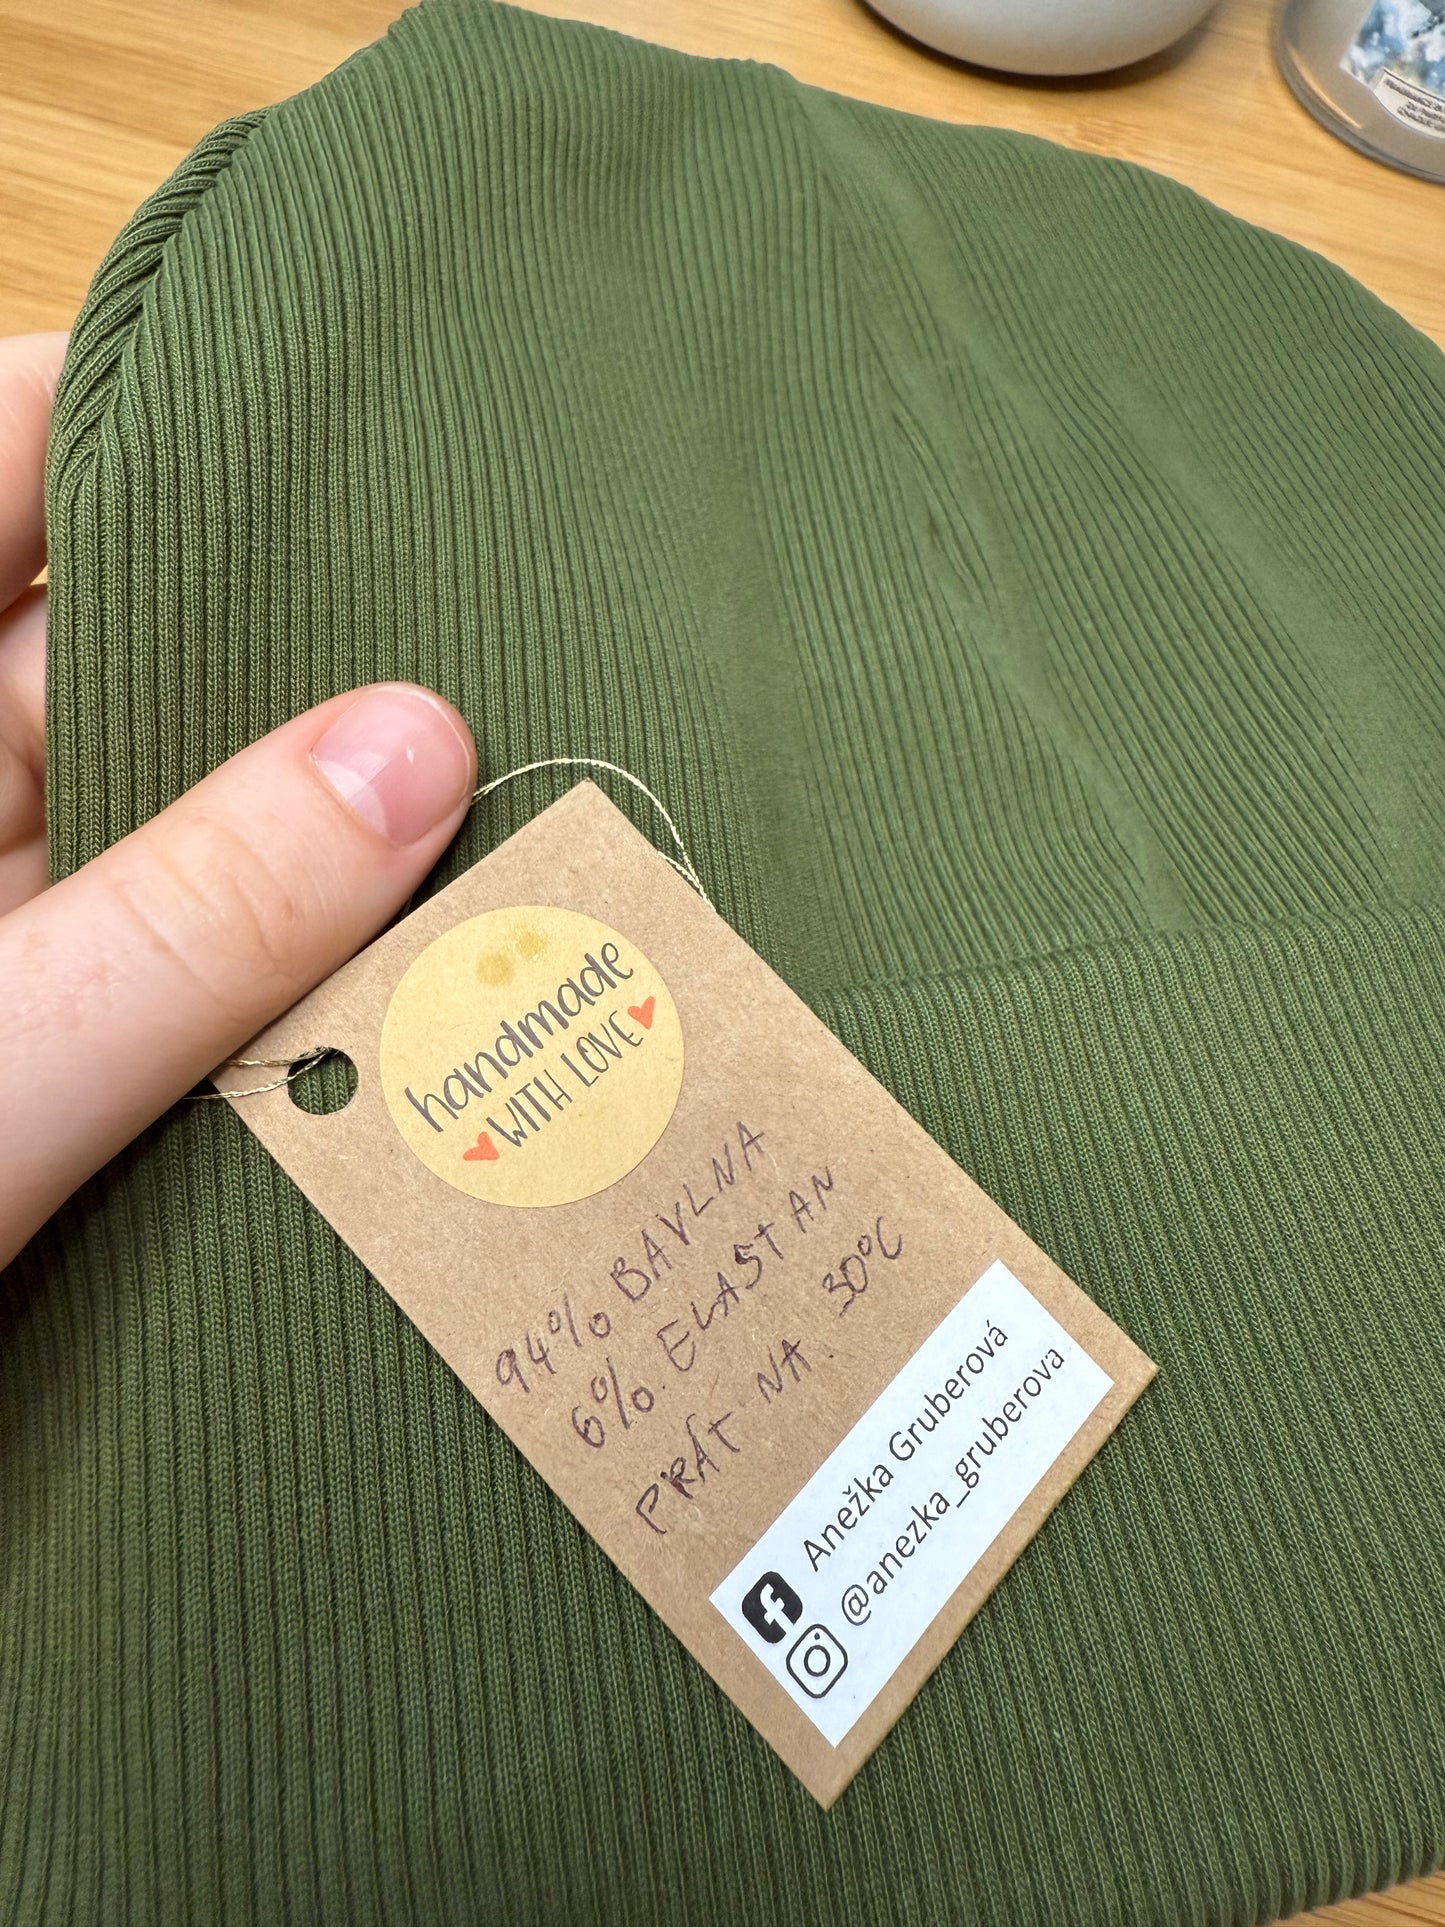 handmade
WITH LOVE
94% BAVLNA
6% ELASTAN
PRÁT NA 30°C
Anežka Gruberová
@anezka_gruberova